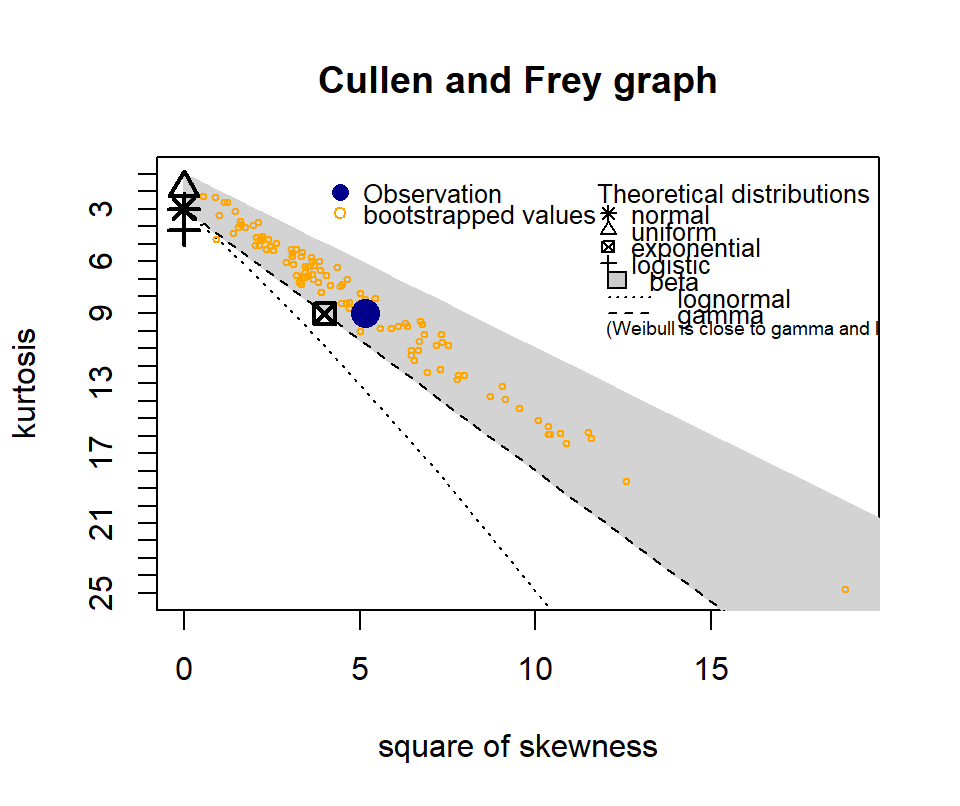 Cullen and Frey graph
Observation
bootstrapped values
Theoretical distributions
normal
uniform
exponential
logistic
beta
lognormal
gamma
(Weibull is close to gamma and l
kurtosis
3
6
9
13
17
21
25
0
5
10
15
square of skewness